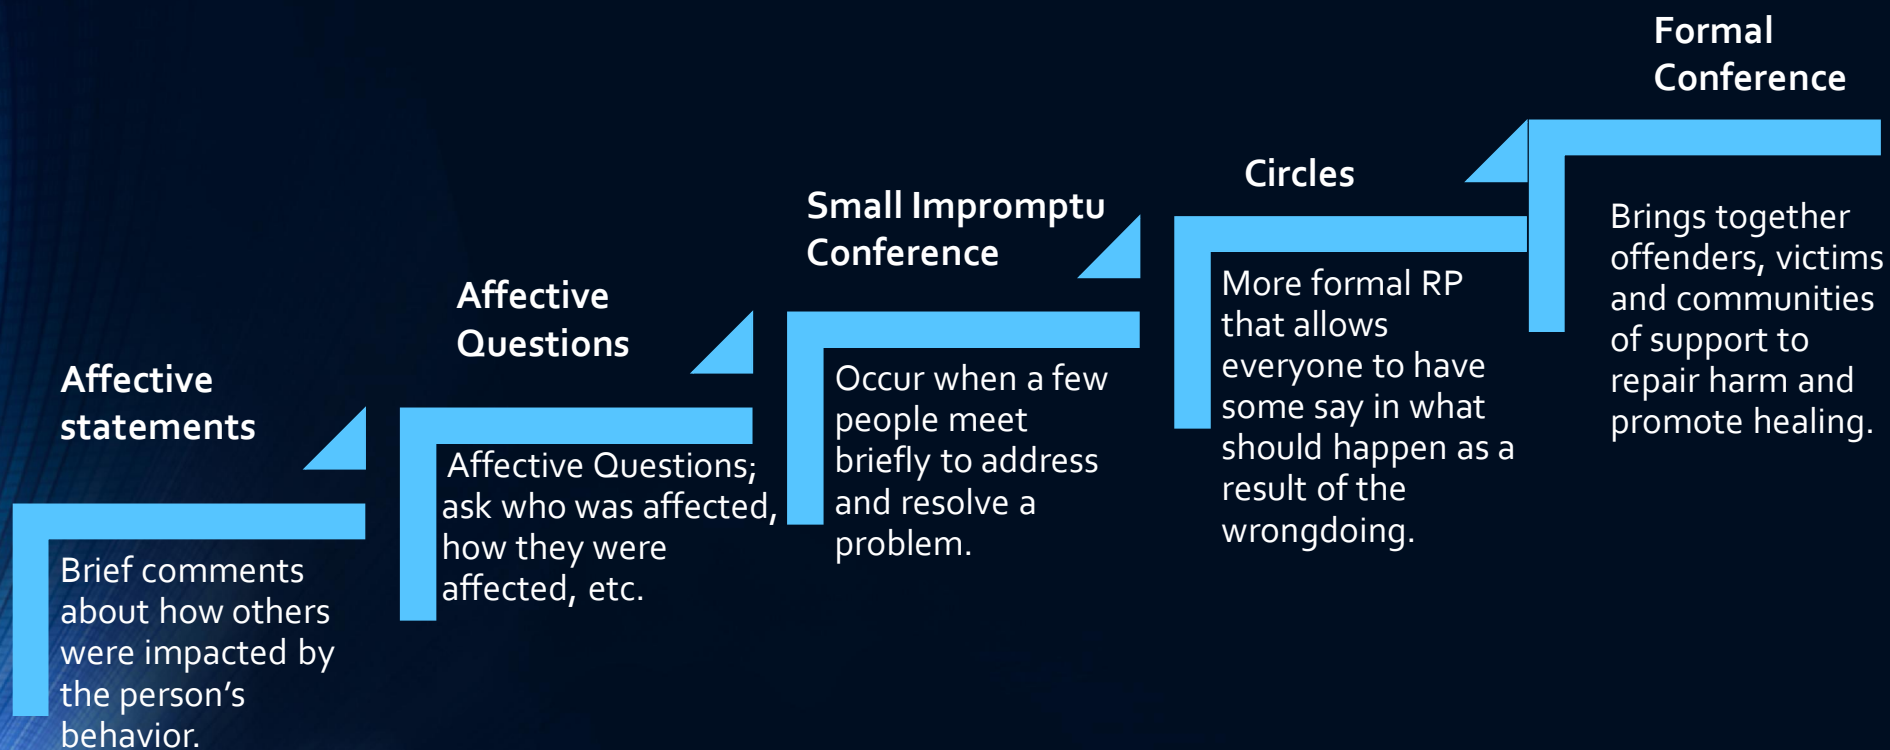 Affective
statements
Brief comments
about how others
were impacted by
the person’s
behavior.
Affective
Questions
Affective Questions;
ask who was affected,
how they were
affected, etc.
Small Impromptu
Conference
Occur when a few
people meet
briefly to address
and resolve a
problem.
Circles
More formal RP
that allows
everyone to have
some say in what
should happen as a
result of the
wrongdoing.
Formal
Conference
Brings together
offenders, victims
and communities
of support to
repair harm and
promote healing.